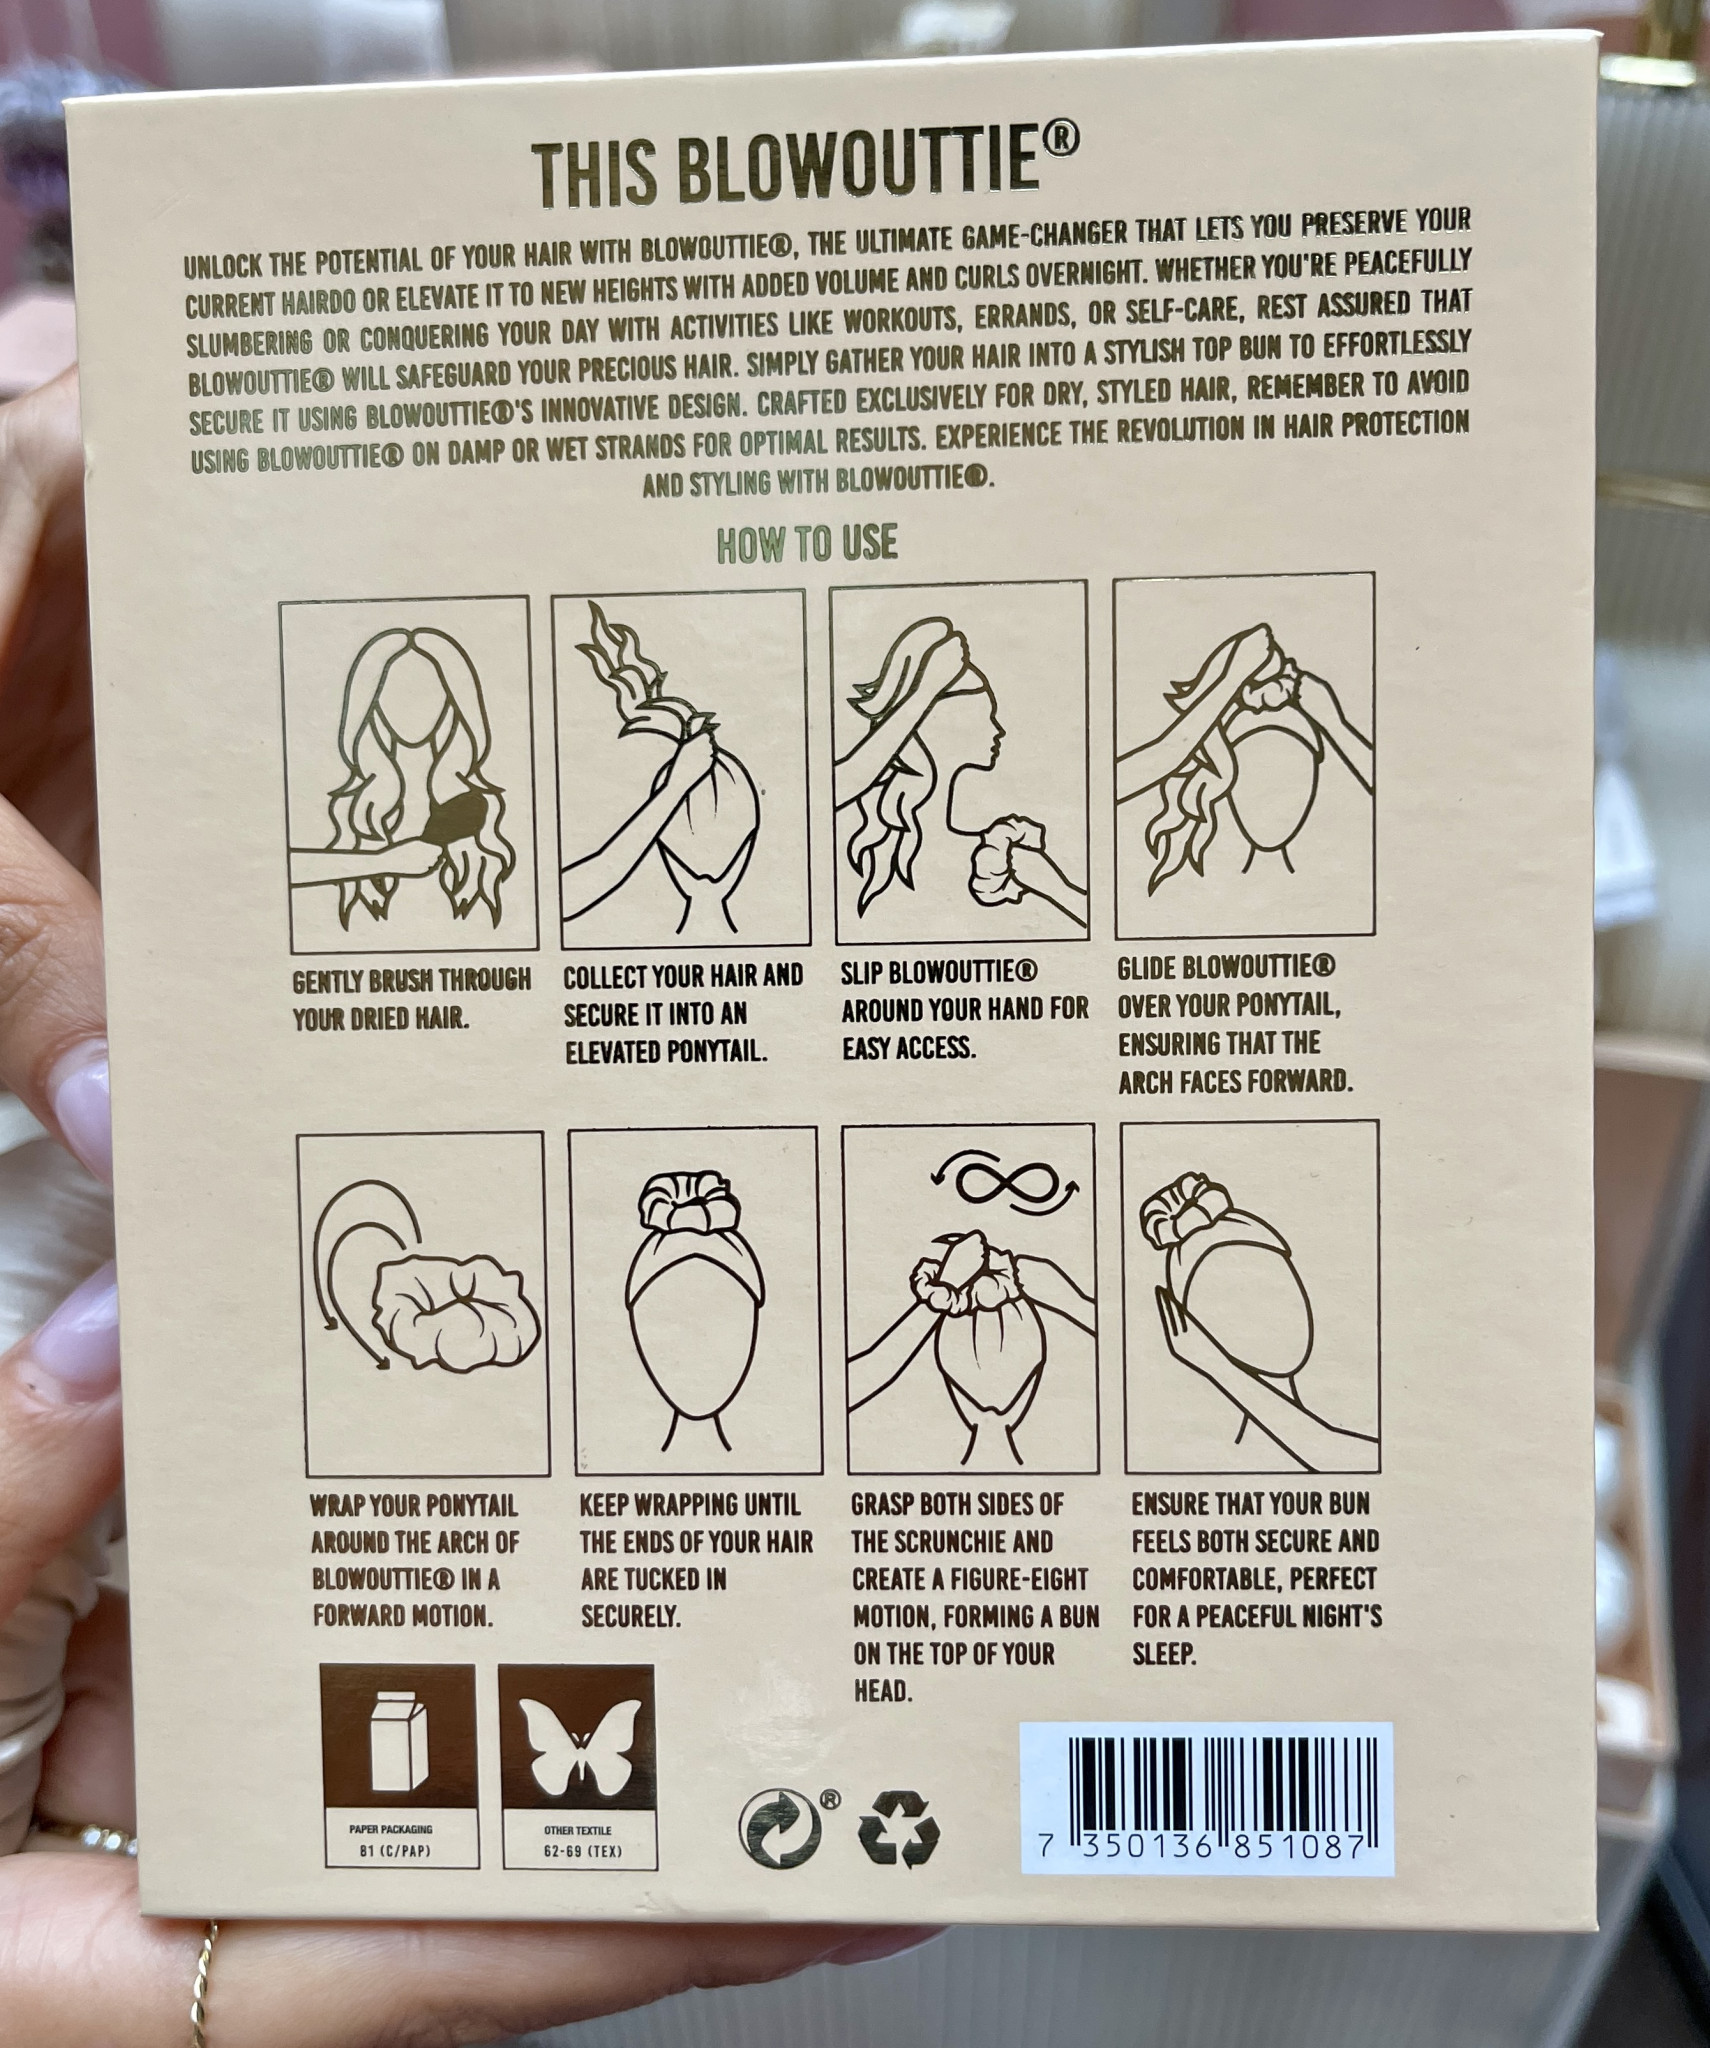 THIS BLOWOUTTIE®
UNLOCK THE POTENTIAL OF YOUR HAIR WITH BLOWOUTTIE®, THE ULTIMATE GAME-CHANGER THAT LETS YOU PRESERVE YOUR
CURRENT HAIRDO OR ELEVATE IT TO NEW HEIGHTS WITH ADDED VOLUME AND CURLS OVERNIGHT. WHETHER YOU'RE PEACEFULLY
SLUMBERING OR CONQUERING YOUR DAY WITH ACTIVITIES LIKE WORKOUTS, ERRANDS, OR SELF-CARE, REST ASSURED THAT
BLOWOUTTIE® WILL SAFEGUARD YOUR PRECIOUS HAIR. SIMPLY GATHER YOUR HAIR INTO A STYLISH TOP BUN TO EFFORTLESSLY
SECURE IT USING BLOWOUTTIE®'S INNOVATIVE DESIGN. CRAFTED EXCLUSIVELY FOR DRY, STYLED HAIR, REMEMBER TO AVOID
USING BLOWOUTTIE® ON DAMP OR WET STRANDS FOR OPTIMAL RESULTS. EXPERIENCE THE REVOLUTION IN HAIR PROTECTION
AND STYLING WITH BLOWOUTTIE®.
HOW TO USE
GENTLY BRUSH THROUGH
YOUR DRIED HAIR.
COLLECT YOUR HAIR AND
SECURE IT INTO AN
ELEVATED PONYTAIL.
SLIP BLOWOUTTIE®
AROUND YOUR HAND FOR
EASY ACCESS.
GLIDE BLOWOUTTIE®
OVER YOUR PONYTAIL,
ENSURING THAT THE
ARCH FACES FORWARD.
WRAP YOUR PONYTAIL
AROUND THE ARCH OF
BLOWOUTTIE® IN A
FORWARD MOTION.
KEEP WRAPPING UNTIL
THE ENDS OF YOUR HAIR
ARE TUCKED IN
SECURELY.
GRASP BOTH SIDES OF
THE SCRUNCHIE AND
CREATE A FIGURE-EIGHT
MOTION, FORMING A BUN
ON THE TOP OF YOUR
HEAD.
ENSURE THAT YOUR BUN
FEELS BOTH SECURE AND
COMFORTABLE, PERFECT
FOR A PEACEFUL NIGHT'S
SLEEP.
PAPER PACKAGING
81 (C/PAP)
OTHER TEXTILE
62-69 (TEX)
®
7 350136 851087